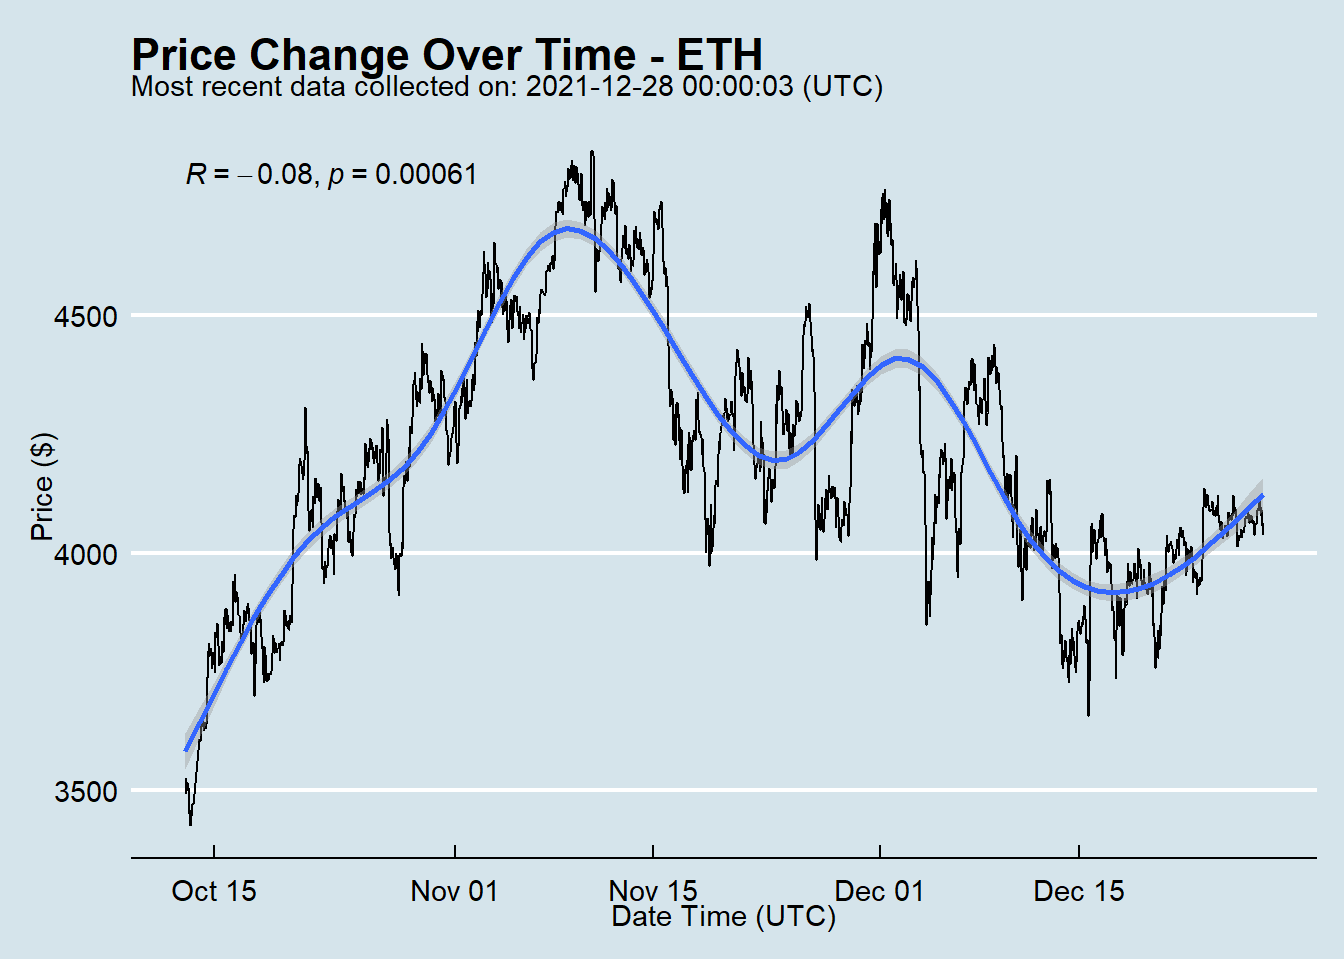 Price Change Over Time - ETH
Most recent data collected on: 2021-12-28 00:00:03 (UTC)
R = −0.08, p = 0.00061
Price ($)
4500
4000
3500
Oct 15
Nov 01
Nov 15
Dec 01
Dec 15
Date Time (UTC)